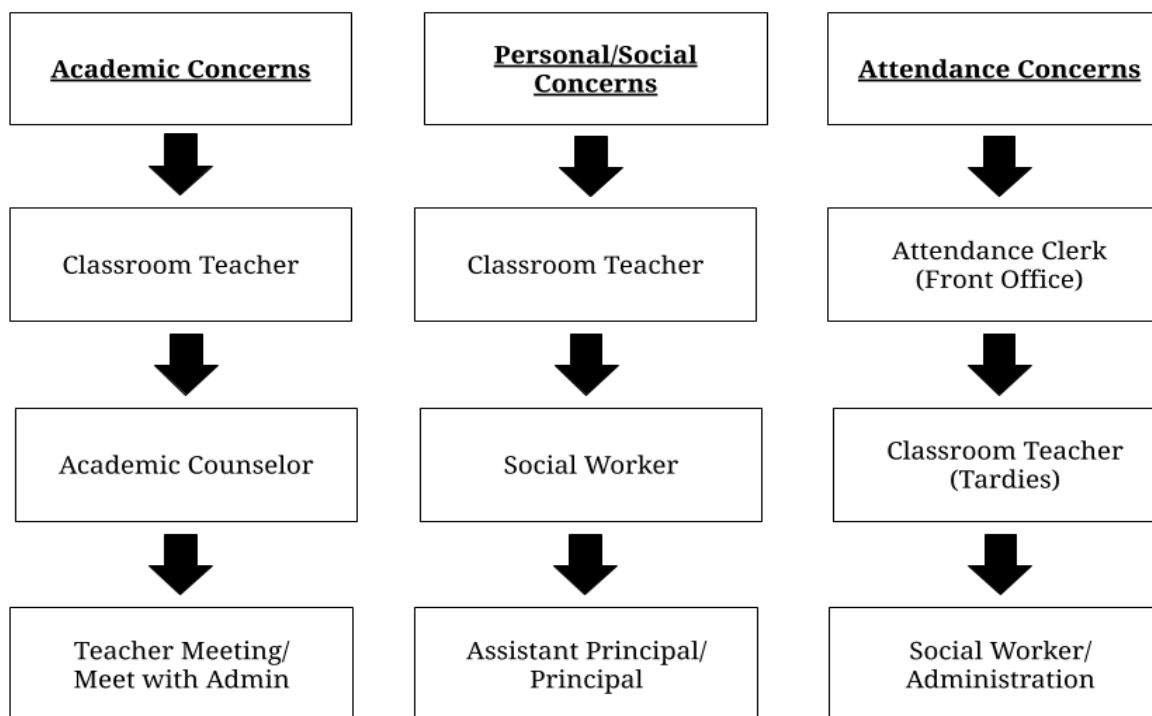 Academic Concerns
Personal/Social
Concerns
Attendance Concerns
Classroom Teacher
Classroom Teacher
Attendance Clerk
(Front Office)
Academic Counselor
Social Worker
Classroom Teacher
(Tardies)
Teacher Meeting/
Meet with Admin
Assistant Principal/
Principal
Social Worker/
Administration